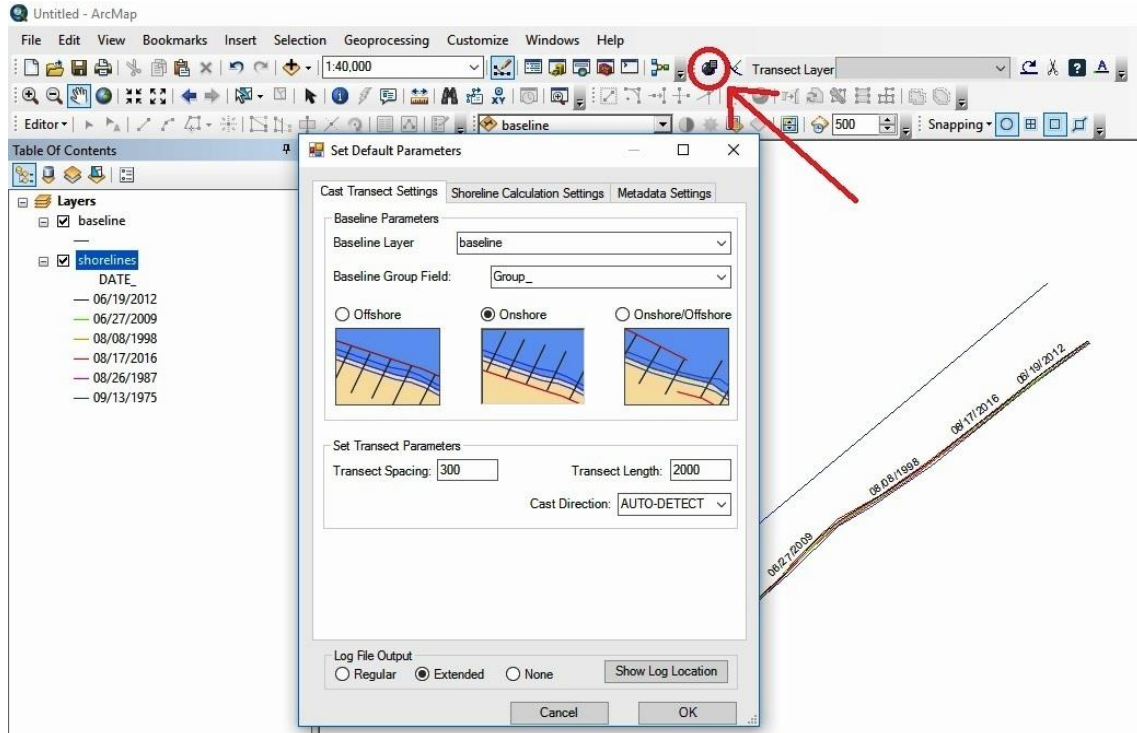 Untitled - ArcMap
File Edit View Bookmarks Insert Selection Geoprocessing Customize Windows Help
1:40,000
Transect Layer
Editor
baseline
500
Snapping
Table Of Contents
Layers
baseline
shorelines
DATE_
06/19/2012
06/27/2009
08/08/1998
08/17/2016
08/26/1987
09/13/1975
Set Default Parameters
Cast Transect Settings Shoreline Calculation Settings Metadata Settings
Baseline Parameters
Baseline Layer baseline
Baseline Group Field: Group_
Offshore Onshore Onshore/Offshore
Set Transect Parameters
Transect Spacing: 300 Transect Length: 2000
Cast Direction: AUTO-DETECT
Log File Output
Regular Extended None Show Log Location
Cancel OK
06/19/2012
08/17/2016
08/08/1998
06/27/2009